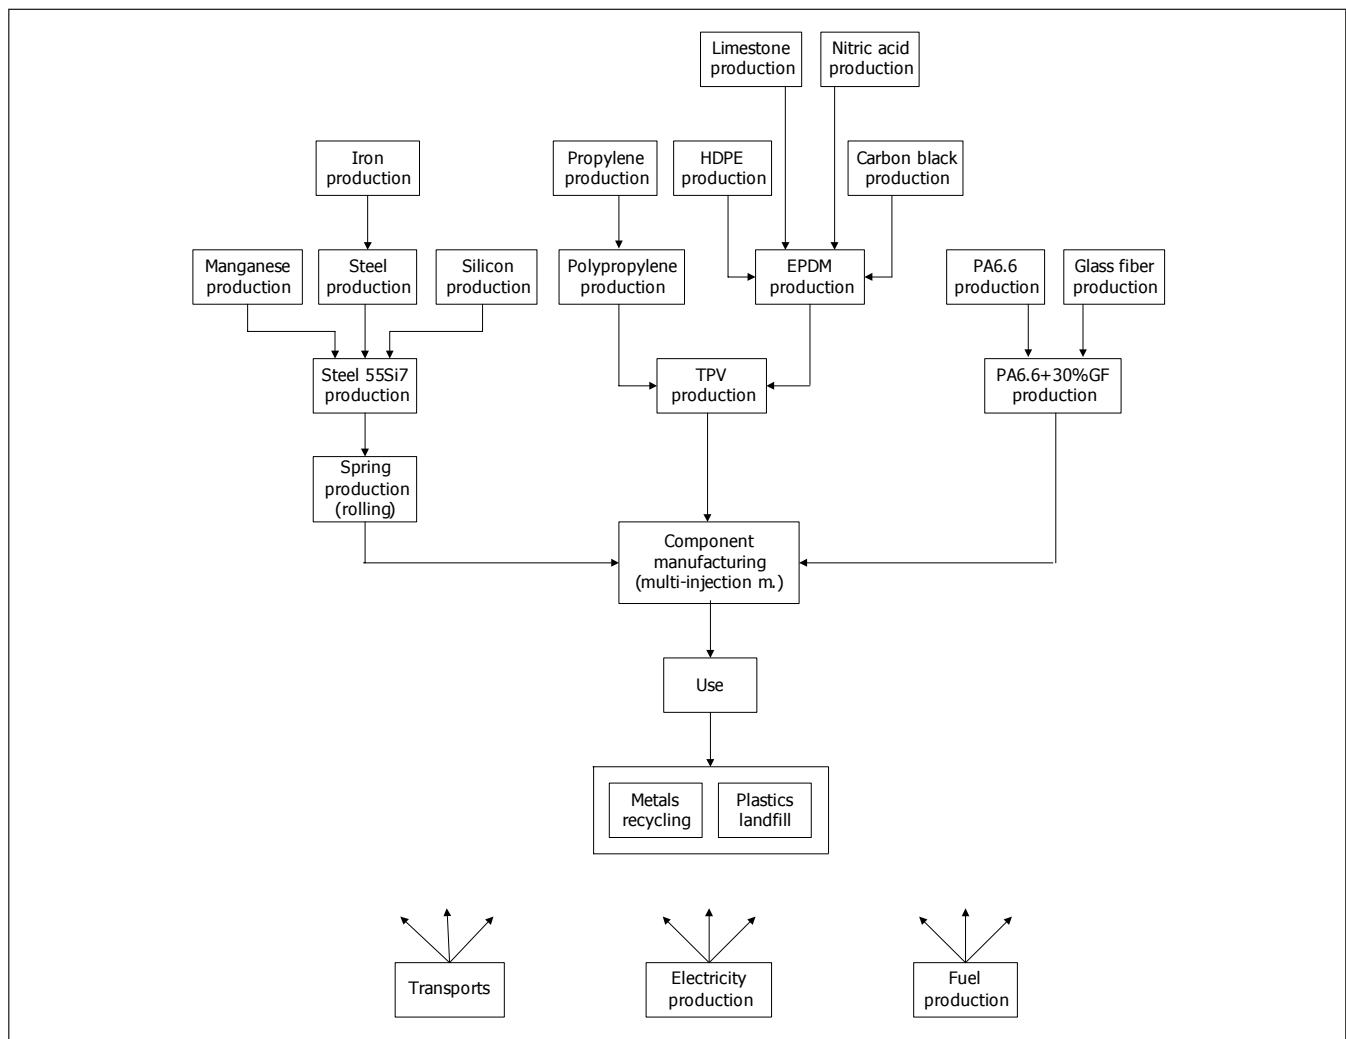 Limestone
production
Nitric acid
production
Iron
production
Propylene
production
HDPE
production
Carbon black
production
Manganese
production
Steel
production
Silicon
production
Polypropylene
production
EPDM
production
PA6.6
production
Glass fiber
production
Steel 55Si7
production
TPV
production
PA6.6+30%GF
production
Spring
production
(rolling)
Component
manufacturing
(multi-injection m.)
Use
Metals
recycling
Plastics
landfill
Transports
Electricity
production
Fuel
production